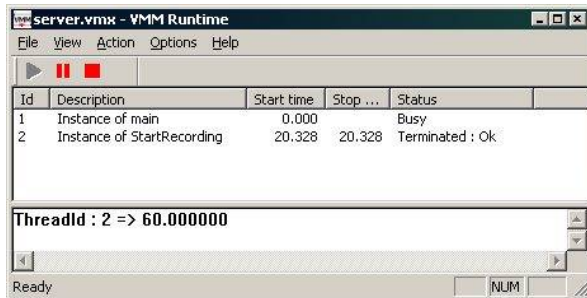 VMM server.vmx - VMM Runtime
File View Action Options Help
Id Description Start time Stop ... Status
1 Instance of main 0.000 Busy
2 Instance of StartRecording 20.328 20.328 Terminated : Ok
ThreadId : 2 => 60.000000
Ready NUM